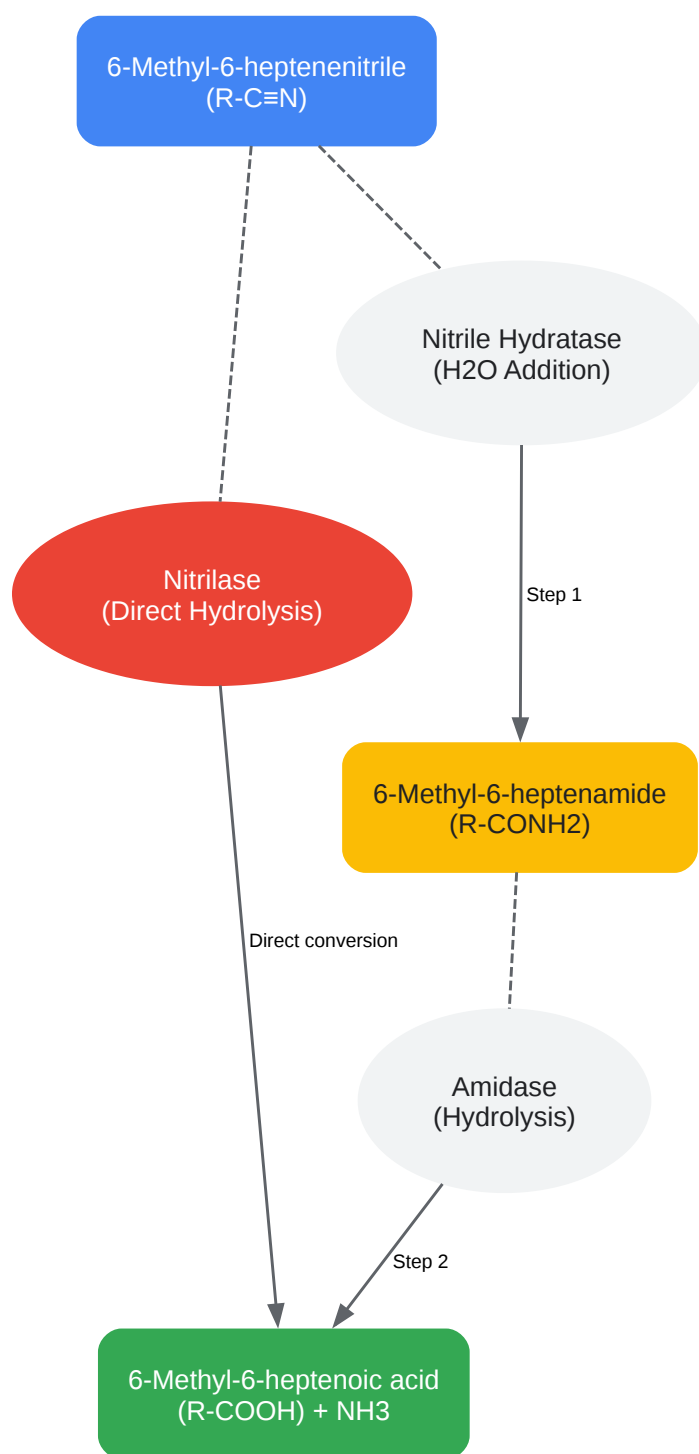 6-Methyl-6-heptenenitrile
(R-C≡N)
Nitrile Hydratase
(H2O Addition)
Nitrilase
(Direct Hydrolysis)
Step 1
6-Methyl-6-heptenamide
(R-CONH2)
Direct conversion
Amidase
(Hydrolysis)
Step 2
6-Methyl-6-heptenoic acid
(R-COOH) + NH3